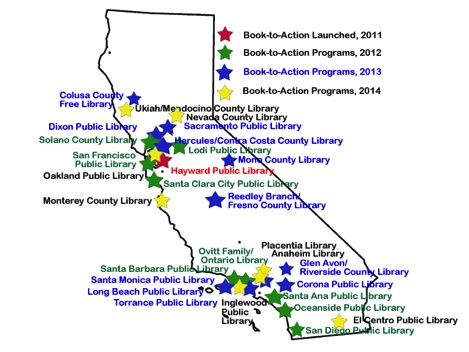 Book-to-Action Launched, 2011
Book-to-Action Programs, 2012
Book-to-Action Programs, 2013
Book-to-Action Programs, 2014
Colusa County
Free Library
Ukiah/Mendocino County Library
Nevada County Library
Dixon Public Library
Sacramento Public Library
Solano County Library
Hercules/Contra Costa County Library
Lodi Public Library
San Francisco
Public Library
Mono County Library
Hayward Public Library
Oakland Public Library
Santa Clara City Public Library
Monterey County Library
Reedley Branch/
Fresno County Library
Ovitt Family/
Ontario Library
Placentia Library
Anaheim Library
Glen Avon/
Riverside County Library
Santa Barbara Public Library
Santa Monica Public Library
Corona Public Library
Long Beach Public Library
Santa Ana Public Library
Torrance Public Library
Inglewood
Public
Library
Oceanside Public Library
El Centro Public Library
San Diego Public Library